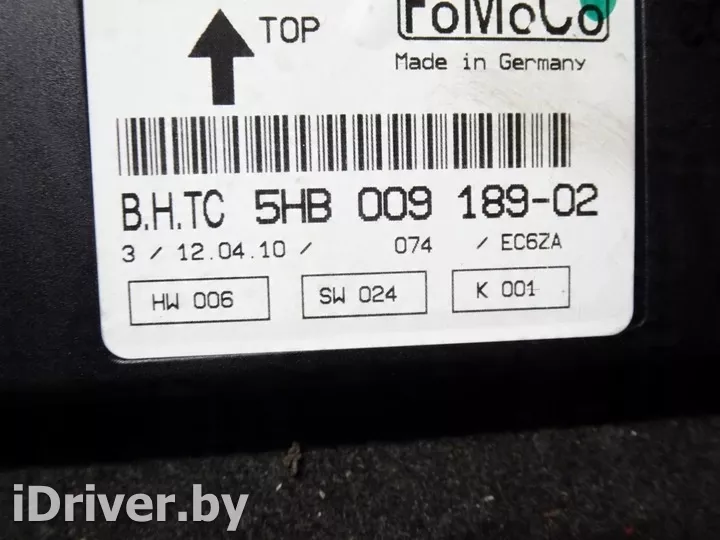 FoMoCo
TOP
Made in Germany
B.H.TC 5HB 009 189-02
3 / 12.04.10 / 074 / EC6ZA
HW 006 SW 024 K 001
iDriver.by